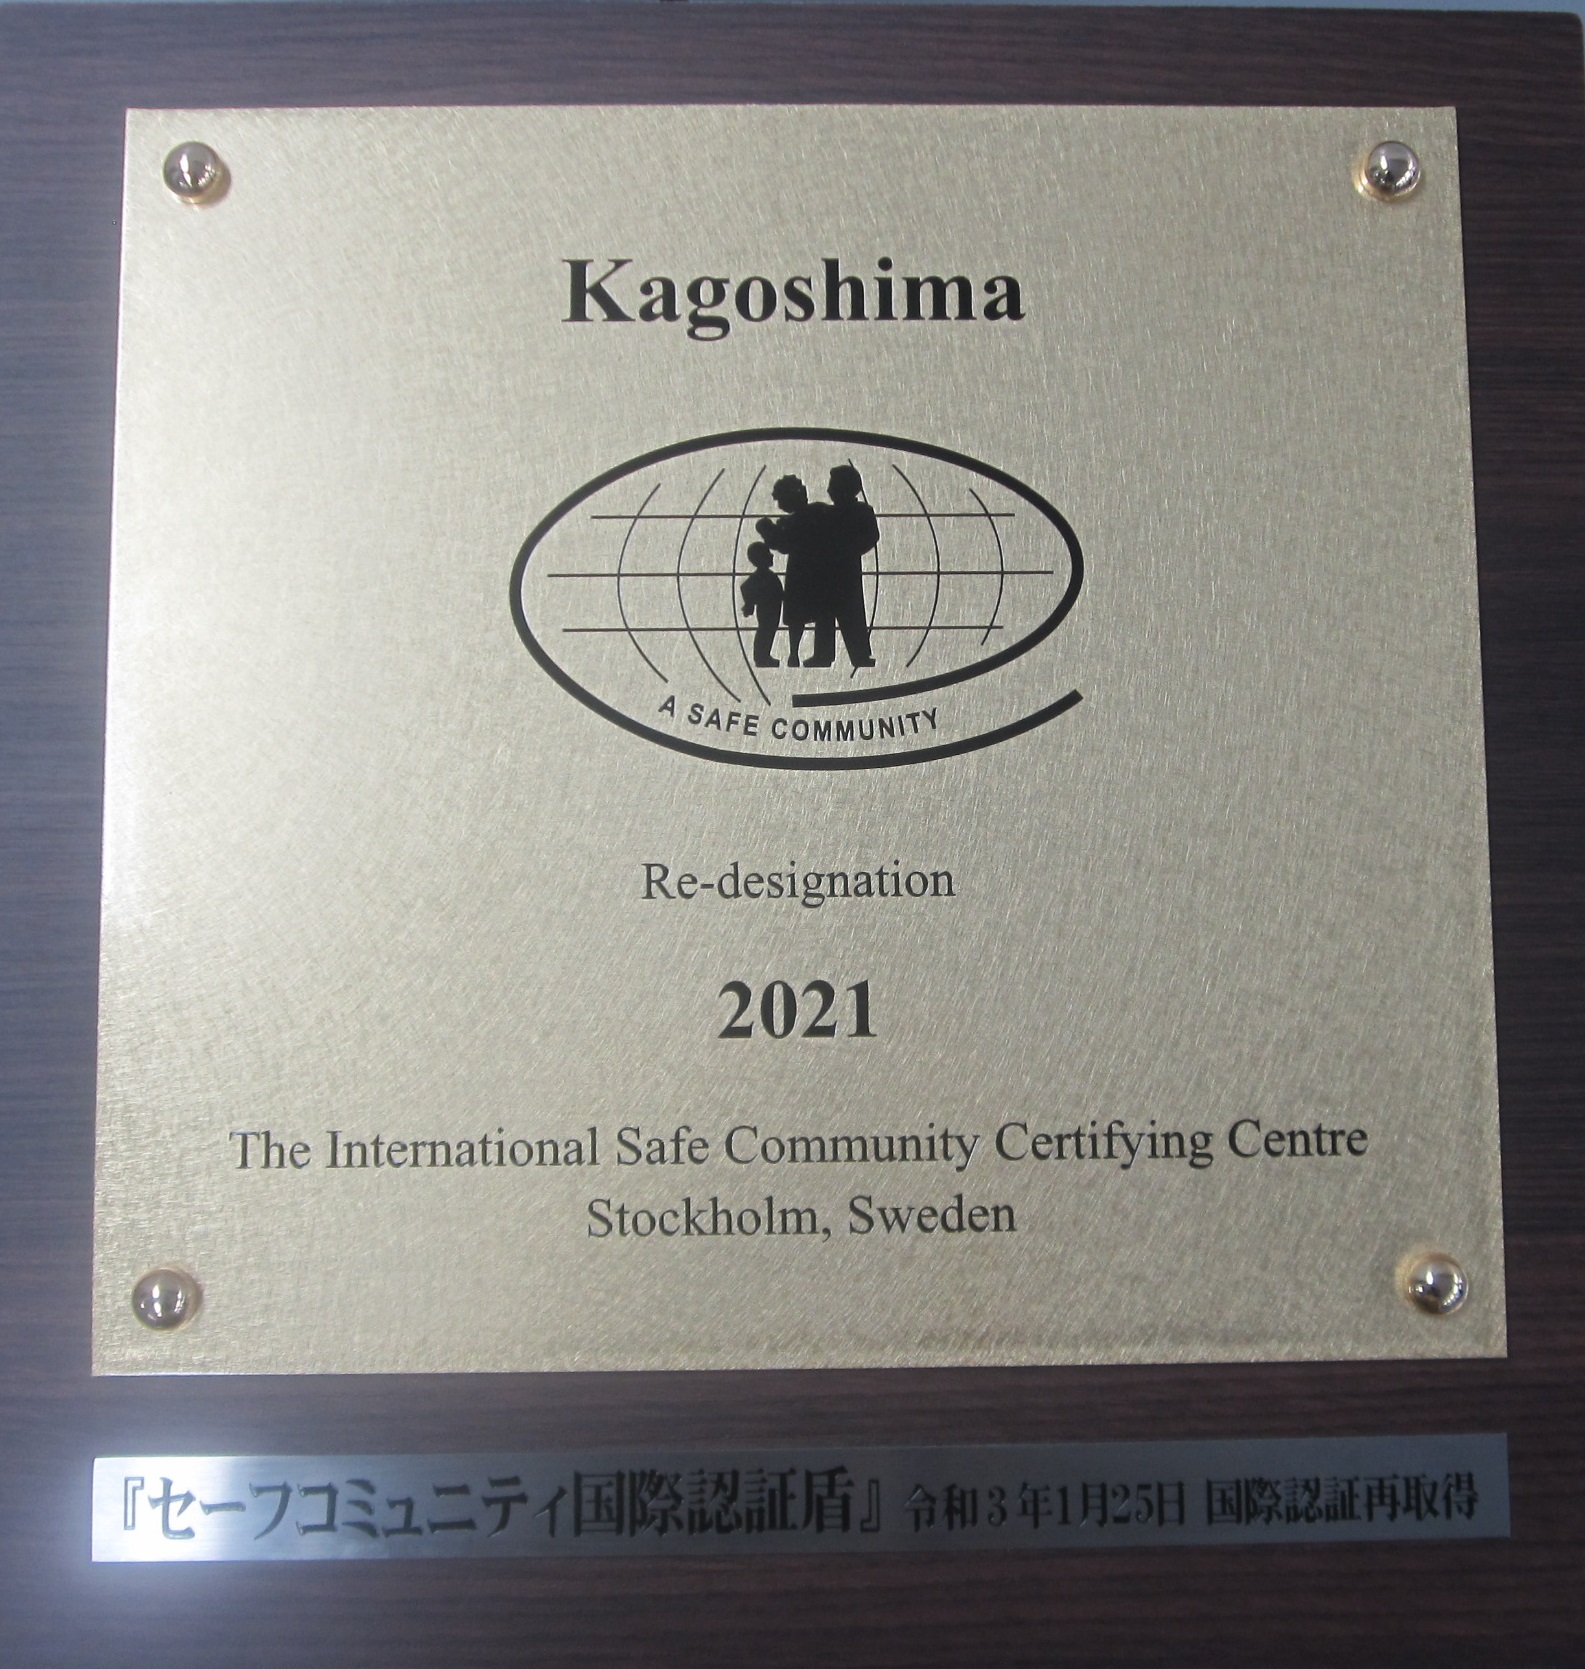 Kagoshima
A SAFE COMMUNITY
Re-designation
2021
The International Safe Community Certifying Centre
Stockholm, Sweden
『セーフコミュニティ国際認証盾』 令和3年1月25日 国際認証再取得